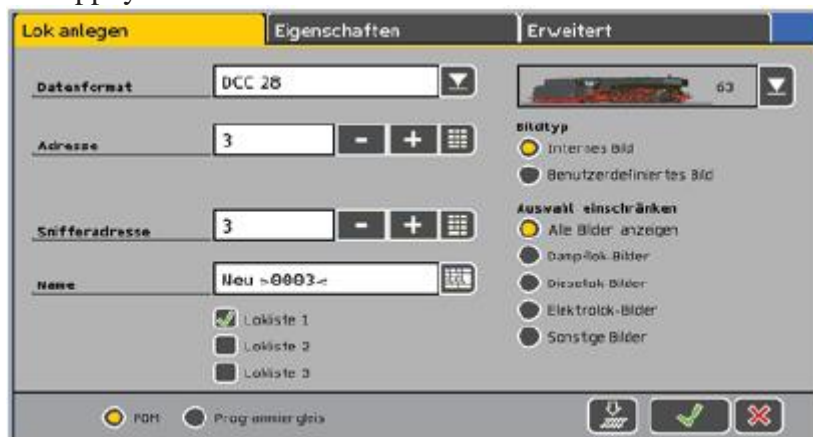 Lok anlegen
Eigenschaften
Erweitert
Datenformat
DCC 28
63
Adresse
3
- +
Bildtyp
Internes Bild
Benutzerdefiniertes Bild
Snifferadresse
3
- +
Auswahl einschränken
Alle Bilder anzeigen
Dampflok-Bilder
Diesellok-Bilder
Elektrolok-Bilder
Sonstige Bilder
Name
Neu >0003<
Lokliste 1
Lokliste 2
Lokliste 3
POM
Programmiergleis